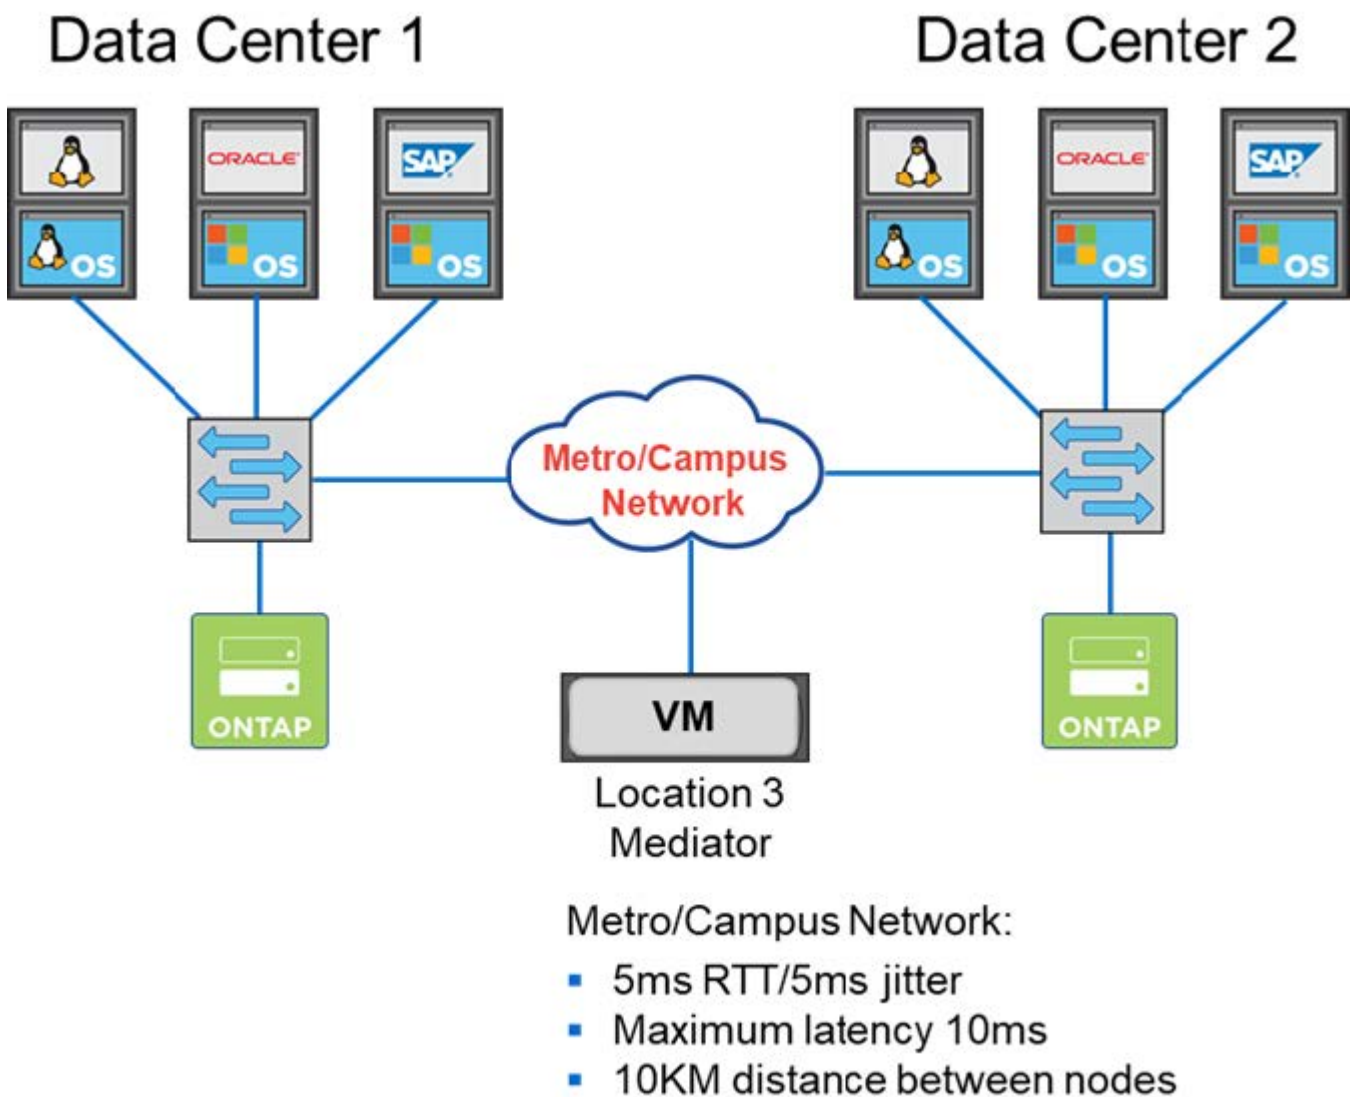 Data Center 1
Data Center 2
ORACLE
SAP
ORACLE
SAP
OS
OS
OS
OS
OS
OS
Metro/Campus
Network
ONTAP
ONTAP
VM
Location 3
Mediator
Metro/Campus Network:
▪ 5ms RTT/5ms jitter
▪ Maximum latency 10ms
▪ 10KM distance between nodes